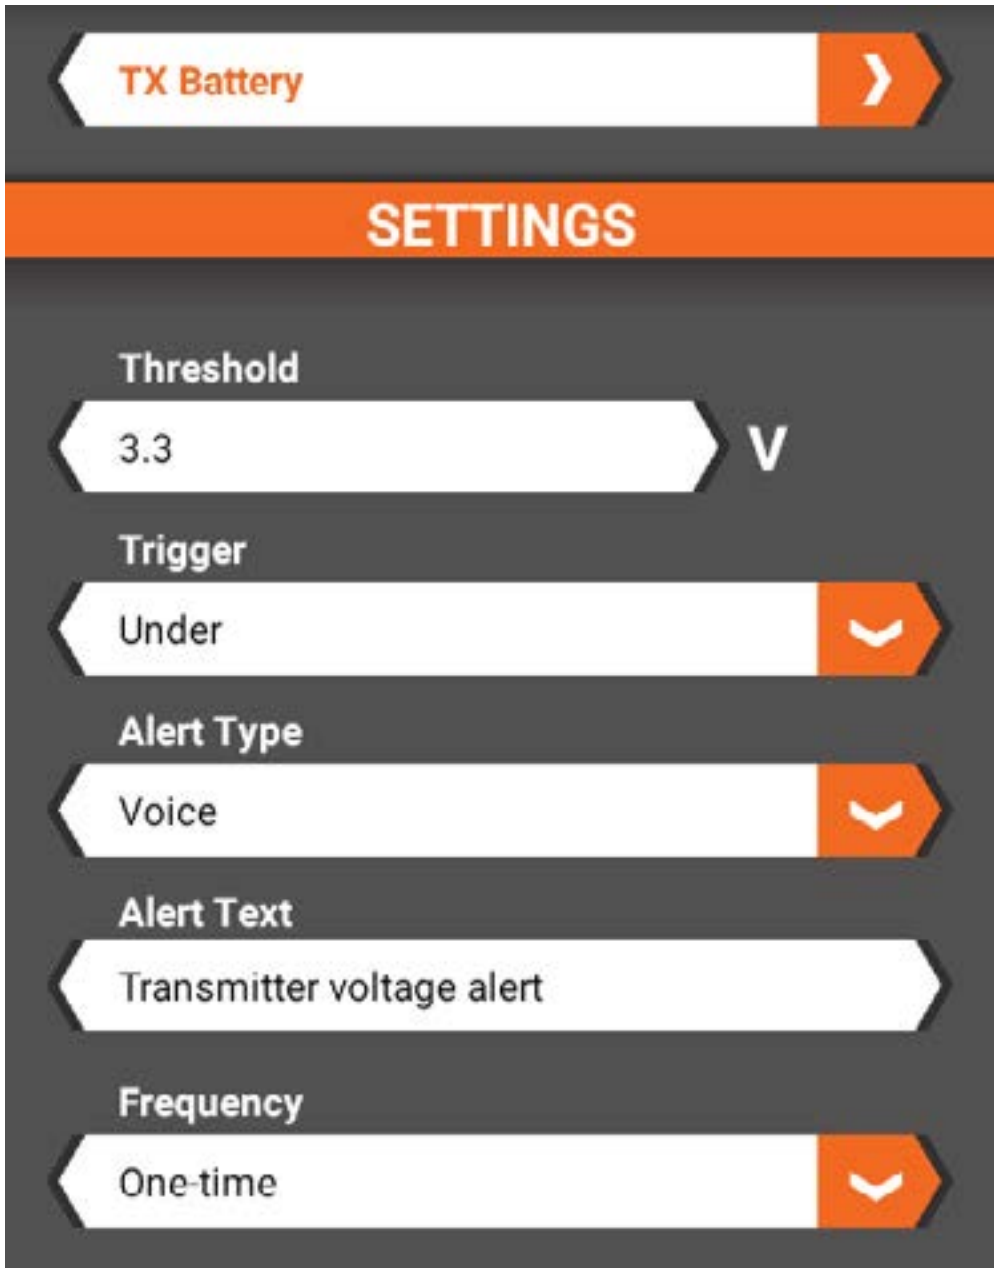 TX Battery
SETTINGS
Threshold
3.3 V
Trigger
Under
Alert Type
Voice
Alert Text
Transmitter voltage alert
Frequency
One-time